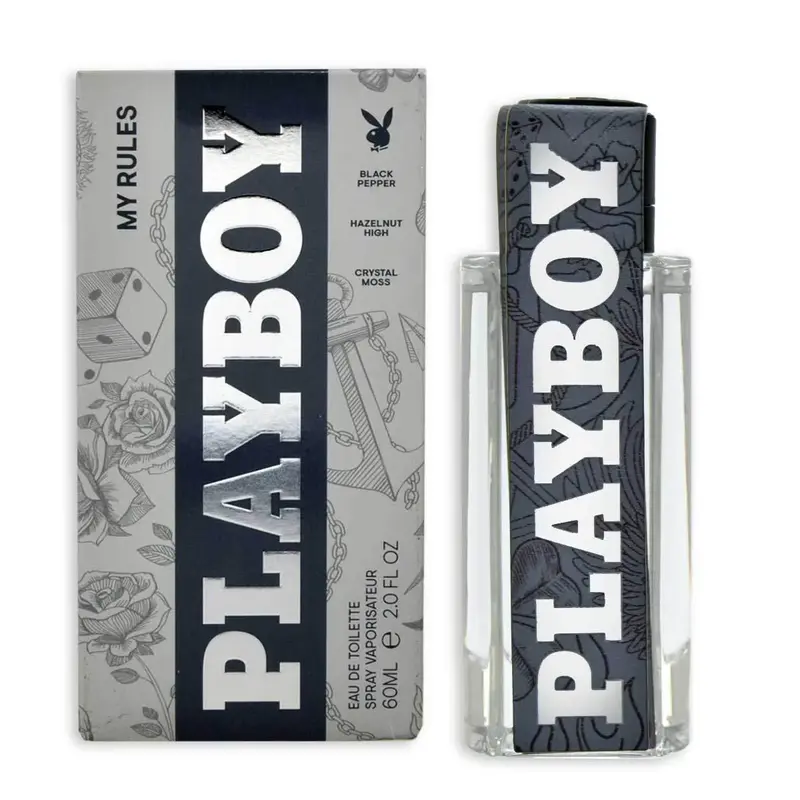 MY RULES
PLAYBOY
BLACK
PEPPER
HAZELNUT
HIGH
CRYSTAL
MOSS
EAU DE TOILETTE
SPRAY VAPORISATEUR
60ML e 2.0 FL OZ
PLAYBOY